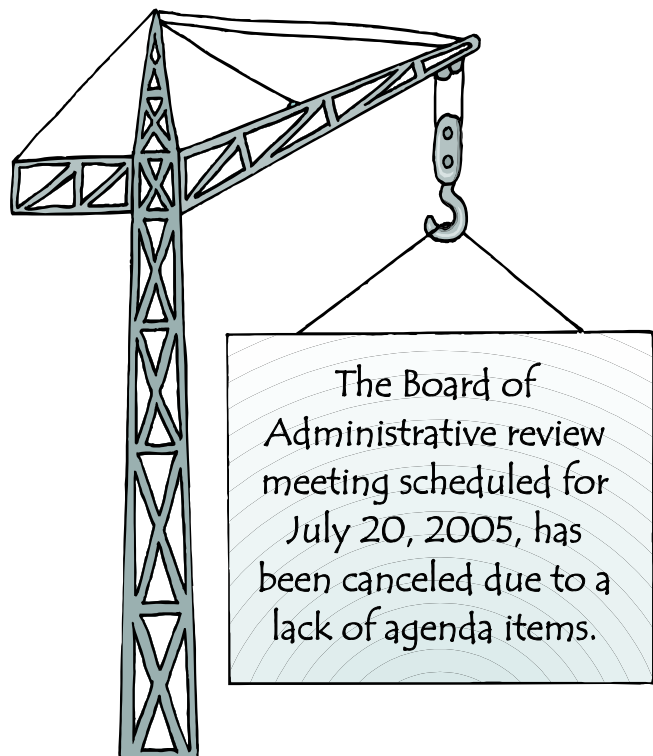 The Board of
Administrative review
meeting scheduled for
July 20, 2005, has
been canceled due to a
lack of agenda items.